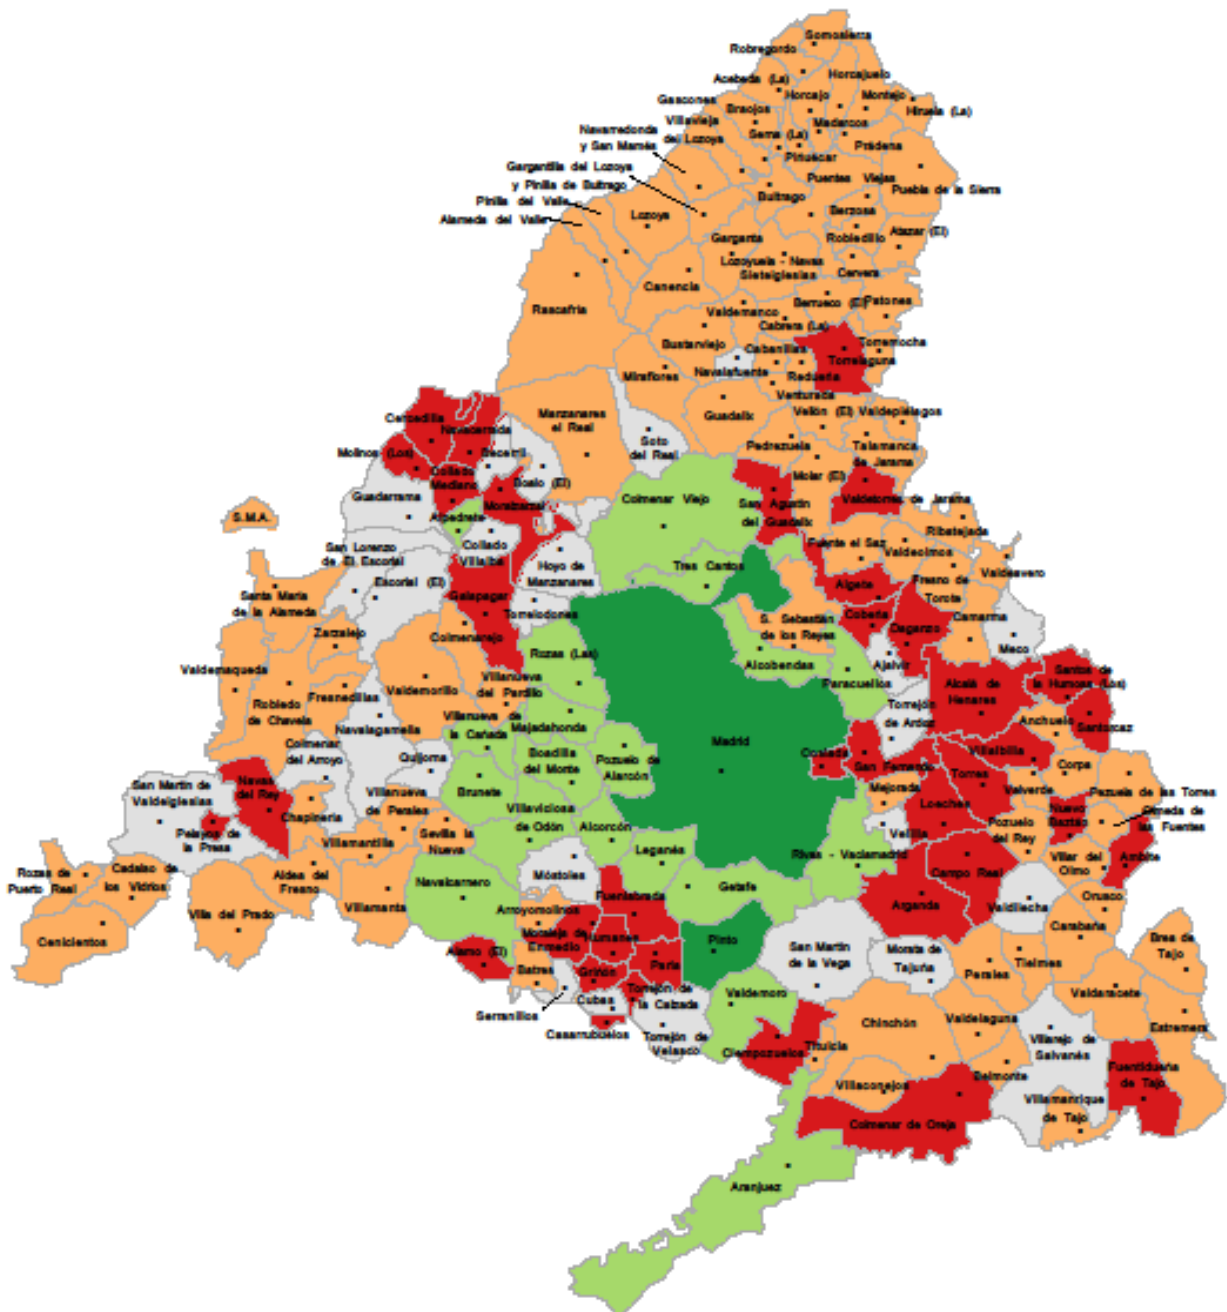 Somosierra
Robregordo
Acebeda (La)
Horcajuelo
Gascones
Braojos
Horcajo
Montejo
Hiruela (La)
Villavieja
del Lozoya
Madarcos
Navarredonda
y San Mamés
Serna (La)
Prádena
Piñuécar
Gargantilla del Lozoya
y Pinilla de Buitrago
Puentes Viejas
Puebla de la Sierra
Buitrago
Pinilla del Valle
Alameda del Valle
Lozoya
Berzosa
Garganta
Robledillo
Atazar (El)
Lozoyuela - Navas
Sieteiglesias
Cervera
Canencia
Rascafría
Valdemanco
Berrueco (El)
Patones
Cabrera (La)
Bustarviejo
Cabanillas
Torremocha
Torrelaguna
Miraflores
Navalafuente
Redueña
Venturada
Guadalix
Vellón (El)
Valdepiélagos
Cercedilla
Navacerrada
Manzanares
el Real
Soto
del Real
Pedrezuela
Talamanca
de Jarama
Molinos (Los)
Becerril
Collado
Mediano
Boalo (El)
Molar (El)
Guadarrama
Moralzarzal
Colmenar Viejo
San Agustín
del Guadalix
Valdetorres de Jarama
S.M.A.
Alpedrete
Collado
Villalba
Ribatejada
San Lorenzo
de El Escorial
Fuente el Saz
Valdeolmos
Escorial (El)
Hoyo de
Manzanares
Tres Cantos
Valdeavero
Santa María
de la Alameda
Galapagar
Algete
Fresno de
Torote
Torrelodones
Cobeña
Camarma
Zarzalejo
Colmenarejo
S. Sebastián
de los Reyes
Daganzo
Meco
Valdemaqueda
Rozas (Las)
Alcobendas
Ajalvir
Paracuellos
Robledo
de Chavela
Fresnedillas
Valdemorillo
Villanueva
del Pardillo
Alcalá de
Henares
Santos de
la Humosa (Los)
Navalagamella
Villanueva de
la Cañada
Majadahonda
Torrejón
de Ardoz
Anchuelo
Santorcaz
Colmenar
del Arroyo
Quijorna
Boadilla
del Monte
Pozuelo de
Alarcón
Madrid
Coslada
San Fernando
Villalbilla
Corpa
San Martín de
Valdeiglesias
Navas
del Rey
Villanueva
de Perales
Brunete
Torres
Mejorada
Valverde
Pezuela de las Torres
Chapinería
Villaviciosa
de Odón
Loeches
Nuevo
Baztán
Olmeda de
las Fuentes
Pelayos de
la Presa
Sevilla la
Nueva
Alcorcón
Velilla
Pozuelo
del Rey
Villamantilla
Leganés
Rivas - Vaciamadrid
Villar del
Olmo
Ambite
Rozas de
Puerto Real
Cadalso de
los Vidrios
Aldea del
Fresno
Móstoles
Campo Real
Navalcarnero
Fuenlabrada
Getafe
Orusco
Villamanta
Arroyomolinos
Arganda
Valdilecha
Villa del Prado
Moraleja de
Enmedio
Humanes
Carabaña
Cenicientos
Álamo (El)
Parla
Pinto
San Martín
de la Vega
Morata de
Tajuña
Tielmes
Brea de
Tajo
Batres
Griñón
Perales
Torrejón de
la Calzada
Valdemoro
Valdaracete
Cubas
Serranillos
Casarrubuelos
Torrejón de
Velasco
Chinchón
Valdelaguna
Estremera
Villarejo de
Salvanés
Ciempozuelos
Titulcia
Belmonte
Fuentidueña
de Tajo
Villaconejos
Villamanrique
de Tajo
Colmenar de Oreja
Aranjuez